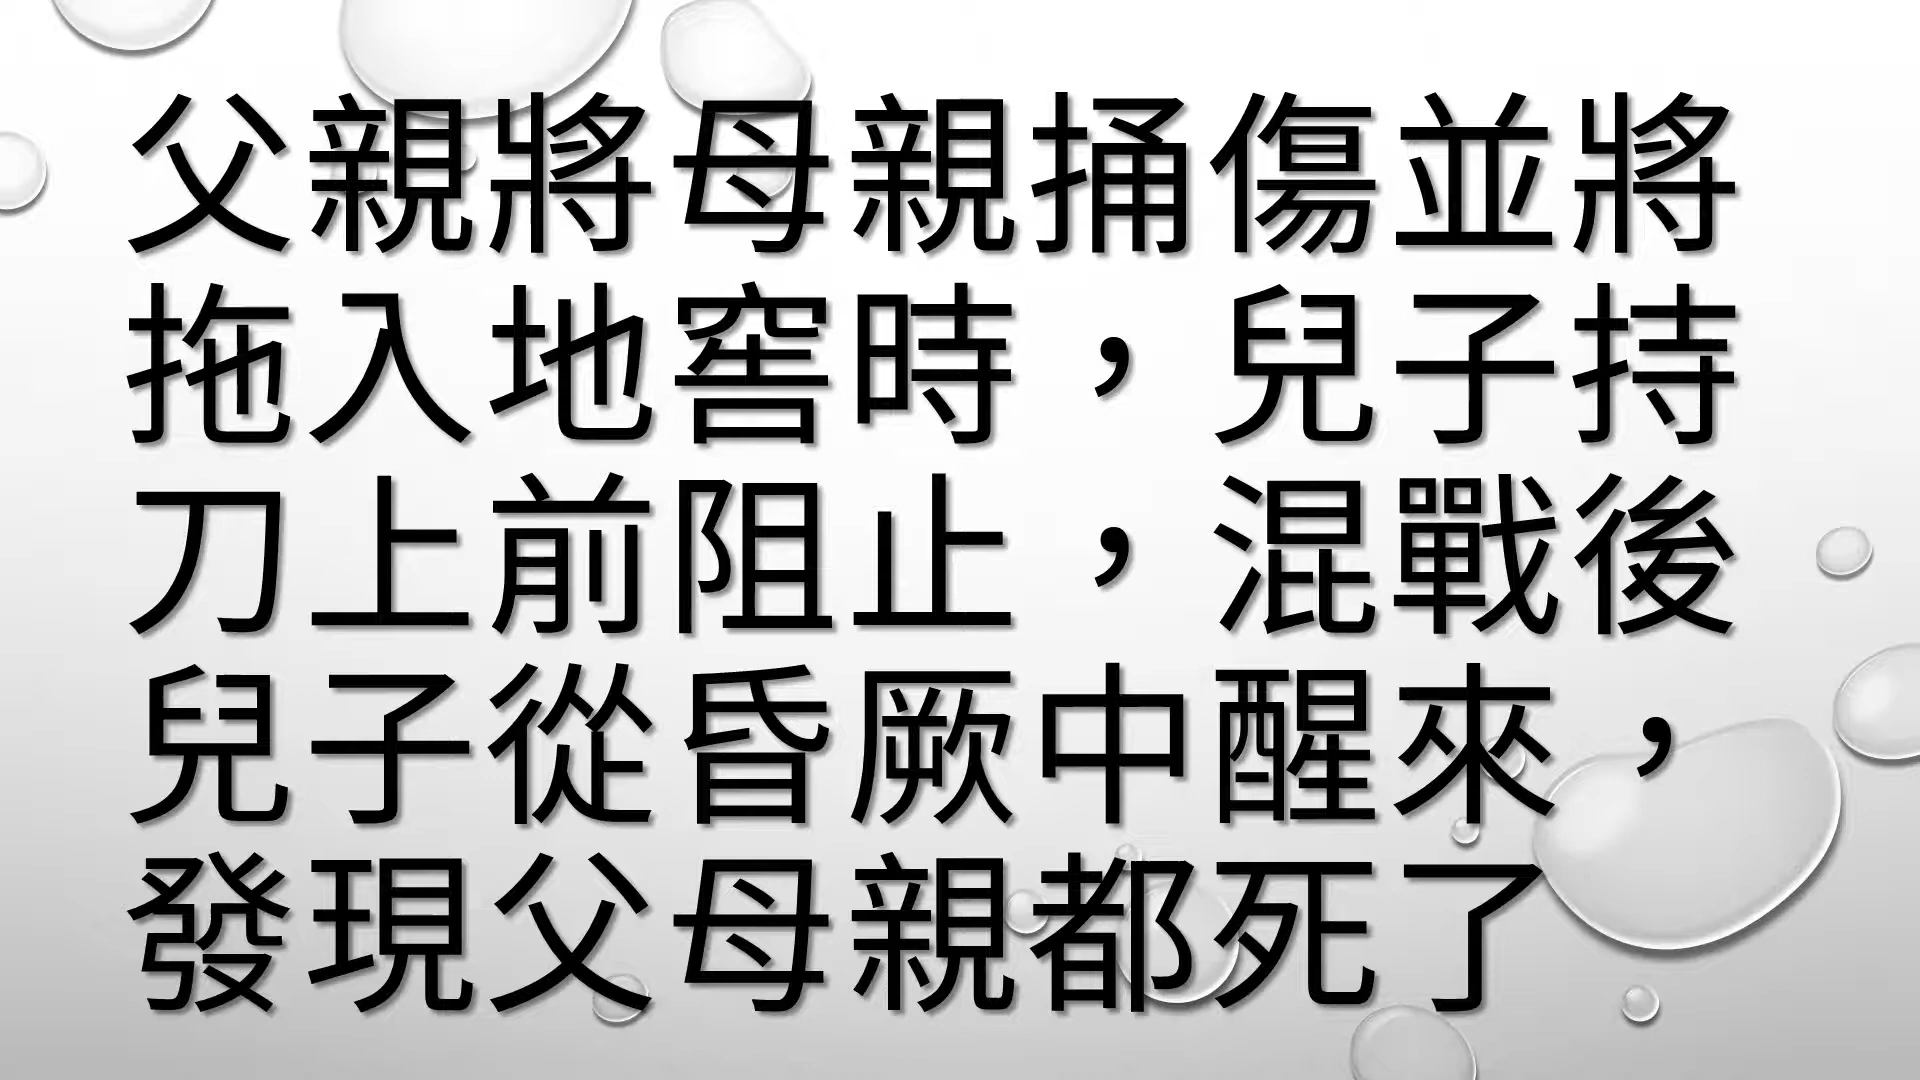 父親將母親捅傷並將
拖入地窖時，兒子持
刀上前阻止，混戰後
兒子從昏厥中醒來，
發現父母親都死了